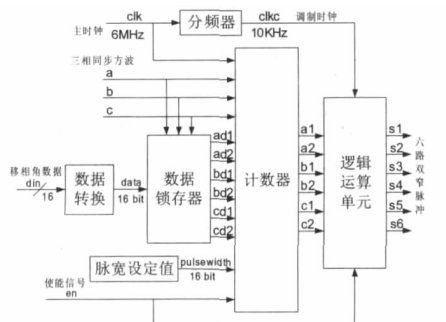 clk
分频器
clkc
调制时钟
主时钟
6MHz
10KHz
三相同步方波
a
b
c
ad1
ad2
bd1
bd2
cd1
cd2
移相角数据
din
16
数据
转换
data
16 bit
数据
锁存器
计数器
a1
a2
b1
b2
c1
c2
逻辑
运算
单元
s1
s2
s3
s4
s5
s6
六路双窄脉冲
脉宽设定值
pulsewidth
16 bit
使能信号
en